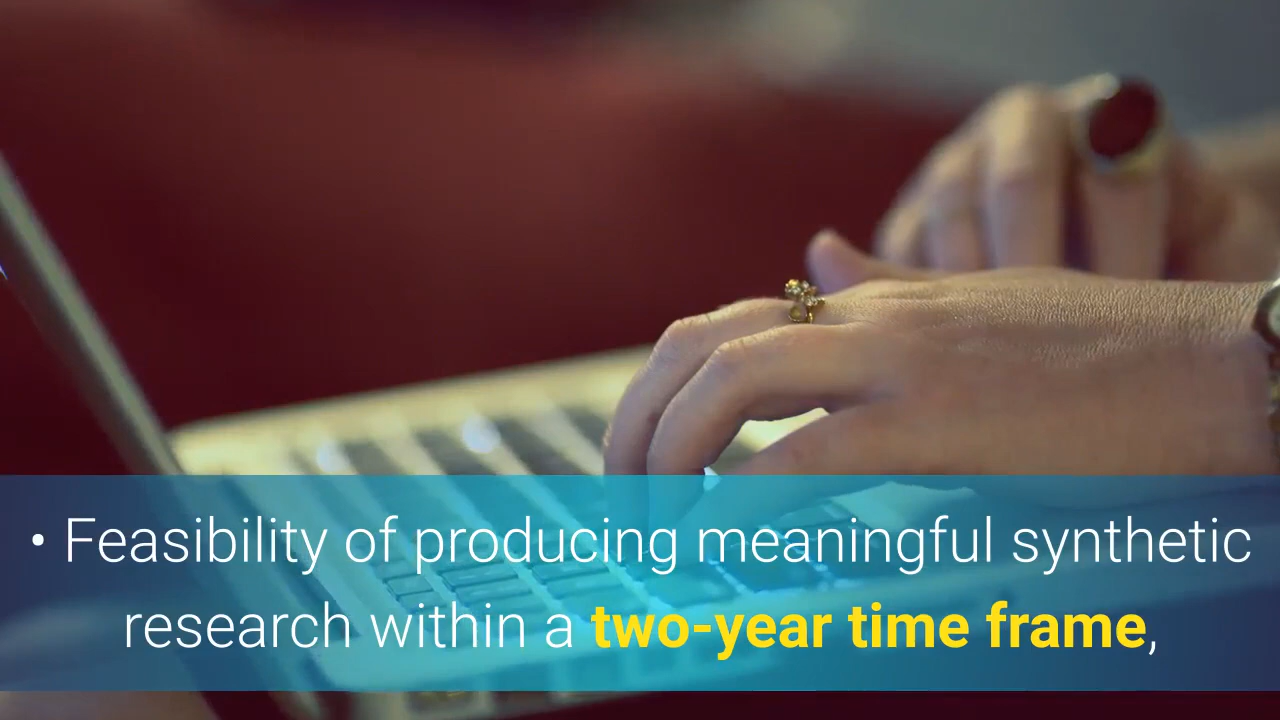 • Feasibility of producing meaningful synthetic
research within a two-year time frame,